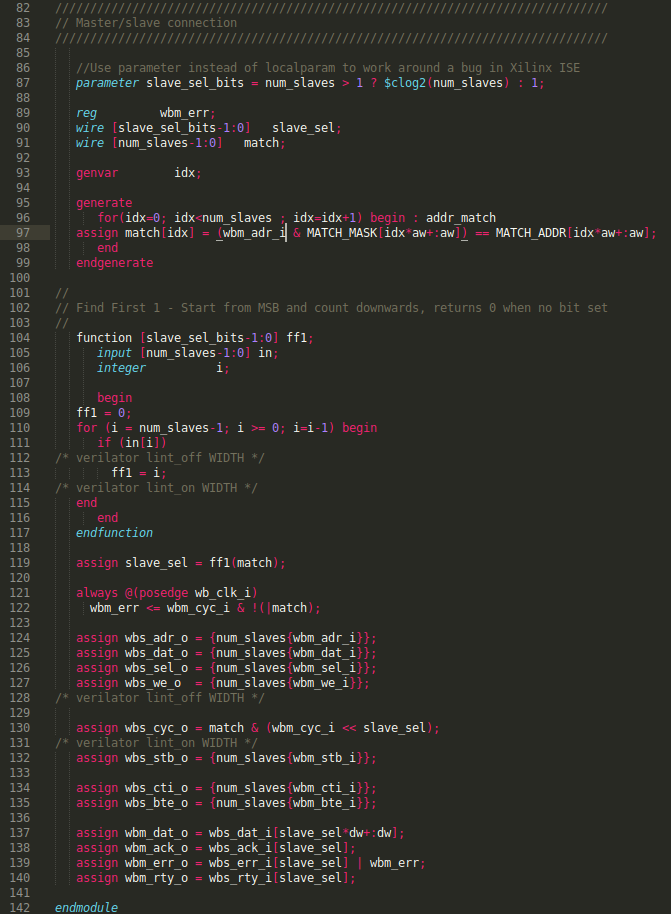 82 ///////////////////////////////////////////////////////////////////////////////
83 // Master/slave connection
84 ///////////////////////////////////////////////////////////////////////////////
85
86    //Use parameter instead of localparam to work around a bug in Xilinx ISE
87    parameter slave_sel_bits = num_slaves > 1 ? $clog2(num_slaves) : 1;
88
89    reg         wbm_err;
90    wire [slave_sel_bits-1:0]   slave_sel;
91    wire [num_slaves-1:0]   match;
92
93    genvar        idx;
94
95    generate
96       for(idx=0; idx<num_slaves ; idx=idx+1) begin : addr_match
97    assign match[idx] = (wbm_adr_i & MATCH_MASK[idx*aw+:aw]) == MATCH_ADDR[idx*aw+:aw];
98       end
99    endgenerate
100
101 //
102 // Find First 1 - Start from MSB and count downwards, returns 0 when no bit set
103 //
104    function [slave_sel_bits-1:0] ff1;
105       input [num_slaves-1:0] in;
106       integer          i;
107
108       begin
109    ff1 = 0;
110    for (i = num_slaves-1; i >= 0; i=i-1) begin
111       if (in[i])
112 /* verilator lint_off WIDTH */
113         ff1 = i;
114 /* verilator lint_on WIDTH */
115    end
116       end
117    endfunction
118
119    assign slave_sel = ff1(match);
120
121    always @(posedge wb_clk_i)
122      wbm_err <= wbm_cyc_i & !(|match);
123
124    assign wbs_adr_o = {num_slaves{wbm_adr_i}};
125    assign wbs_dat_o = {num_slaves{wbm_dat_i}};
126    assign wbs_sel_o = {num_slaves{wbm_sel_i}};
127    assign wbs_we_o  = {num_slaves{wbm_we_i}};
128 /* verilator lint_off WIDTH */
129
130    assign wbs_cyc_o = match & (wbm_cyc_i << slave_sel);
131 /* verilator lint_on WIDTH */
132    assign wbs_stb_o = {num_slaves{wbm_stb_i}};
133
134    assign wbs_cti_o = {num_slaves{wbm_cti_i}};
135    assign wbs_bte_o = {num_slaves{wbm_bte_i}};
136
137    assign wbm_dat_o = wbs_dat_i[slave_sel*dw+:dw];
138    assign wbm_ack_o = wbs_ack_i[slave_sel];
139    assign wbm_err_o = wbs_err_i[slave_sel] | wbm_err;
140    assign wbm_rty_o = wbs_rty_i[slave_sel];
141
142 endmodule